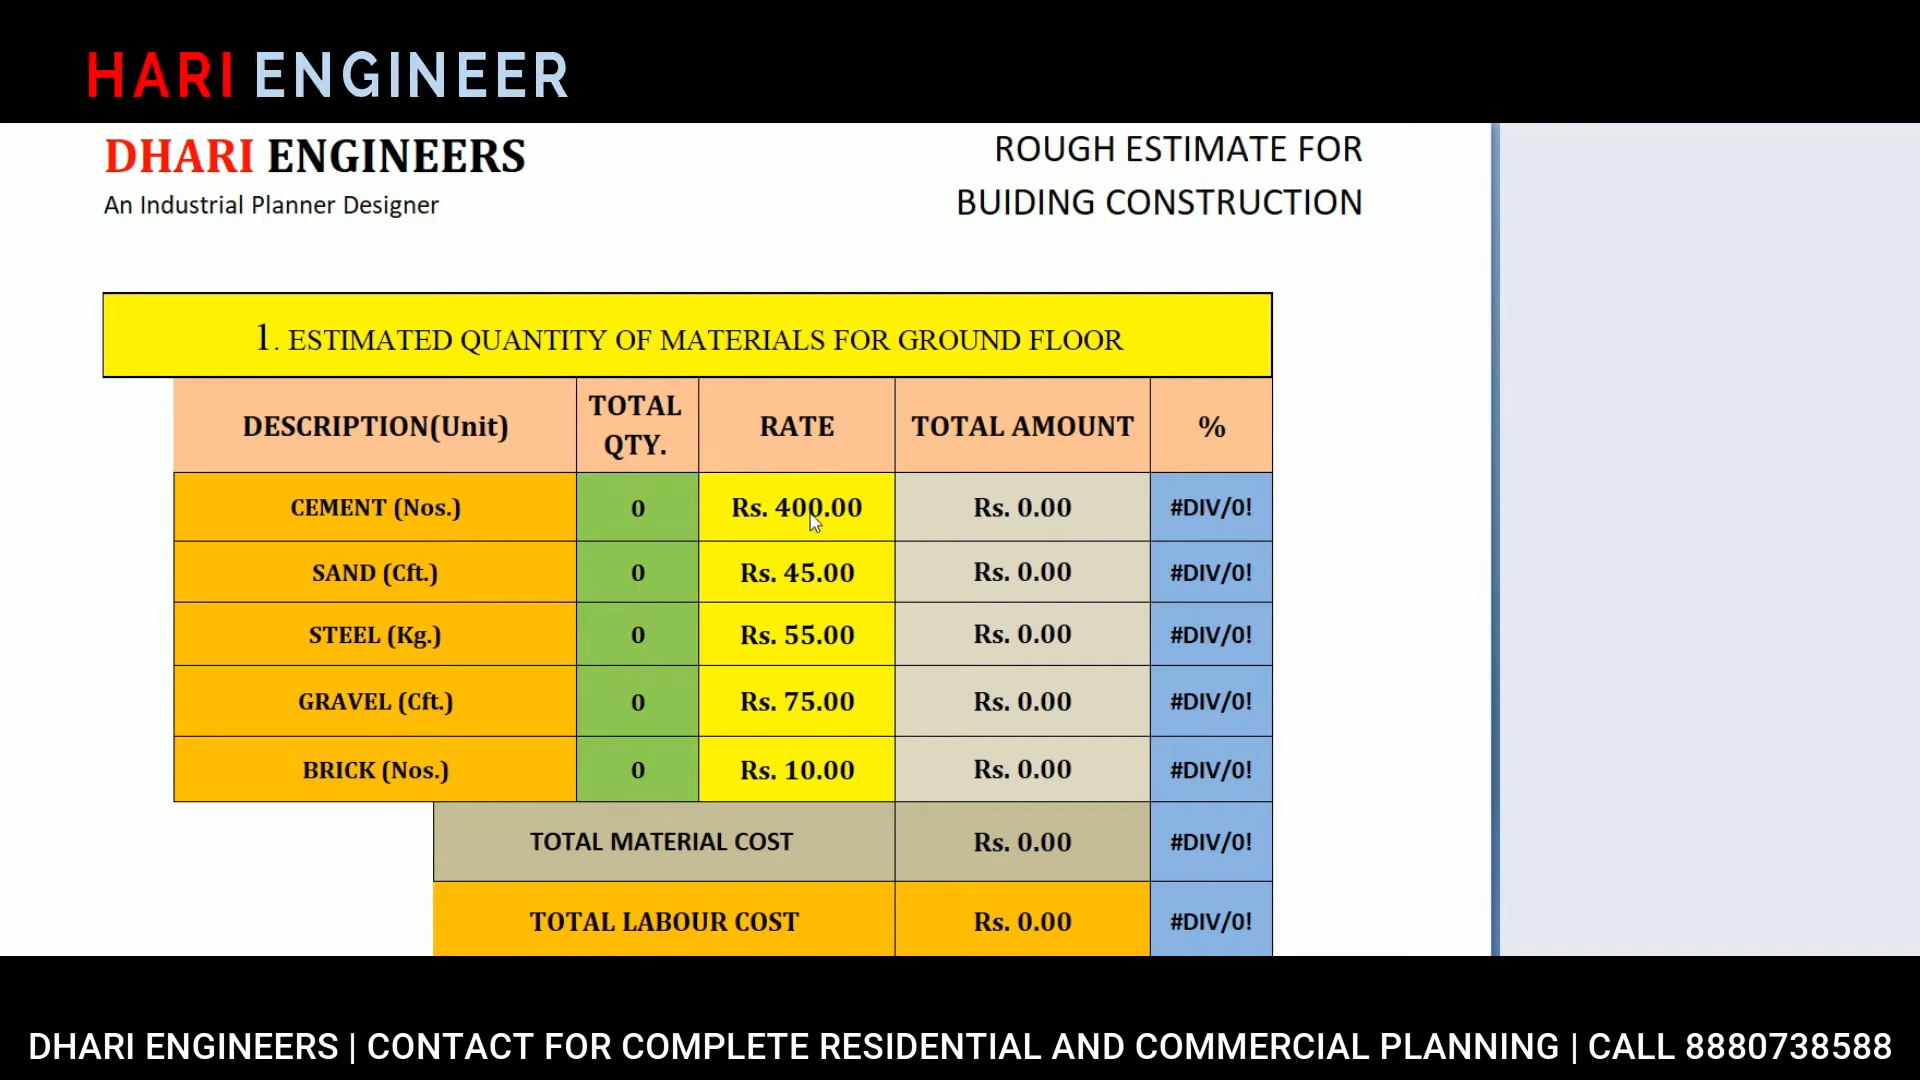 HARI ENGINEER
DHARI ENGINEERS
An Industrial Planner Designer
ROUGH ESTIMATE FOR
BUIDING CONSTRUCTION
1. ESTIMATED QUANTITY OF MATERIALS FOR GROUND FLOOR
DESCRIPTION(Unit) TOTAL QTY. RATE TOTAL AMOUNT %
CEMENT (Nos.) 0 Rs. 400.00 Rs. 0.00 #DIV/0!
SAND (Cft.) 0 Rs. 45.00 Rs. 0.00 #DIV/0!
STEEL (Kg.) 0 Rs. 55.00 Rs. 0.00 #DIV/0!
GRAVEL (Cft.) 0 Rs. 75.00 Rs. 0.00 #DIV/0!
BRICK (Nos.) 0 Rs. 10.00 Rs. 0.00 #DIV/0!
TOTAL MATERIAL COST Rs. 0.00 #DIV/0!
TOTAL LABOUR COST Rs. 0.00 #DIV/0!
DHARI ENGINEERS | CONTACT FOR COMPLETE RESIDENTIAL AND COMMERCIAL PLANNING | CALL 8880738588